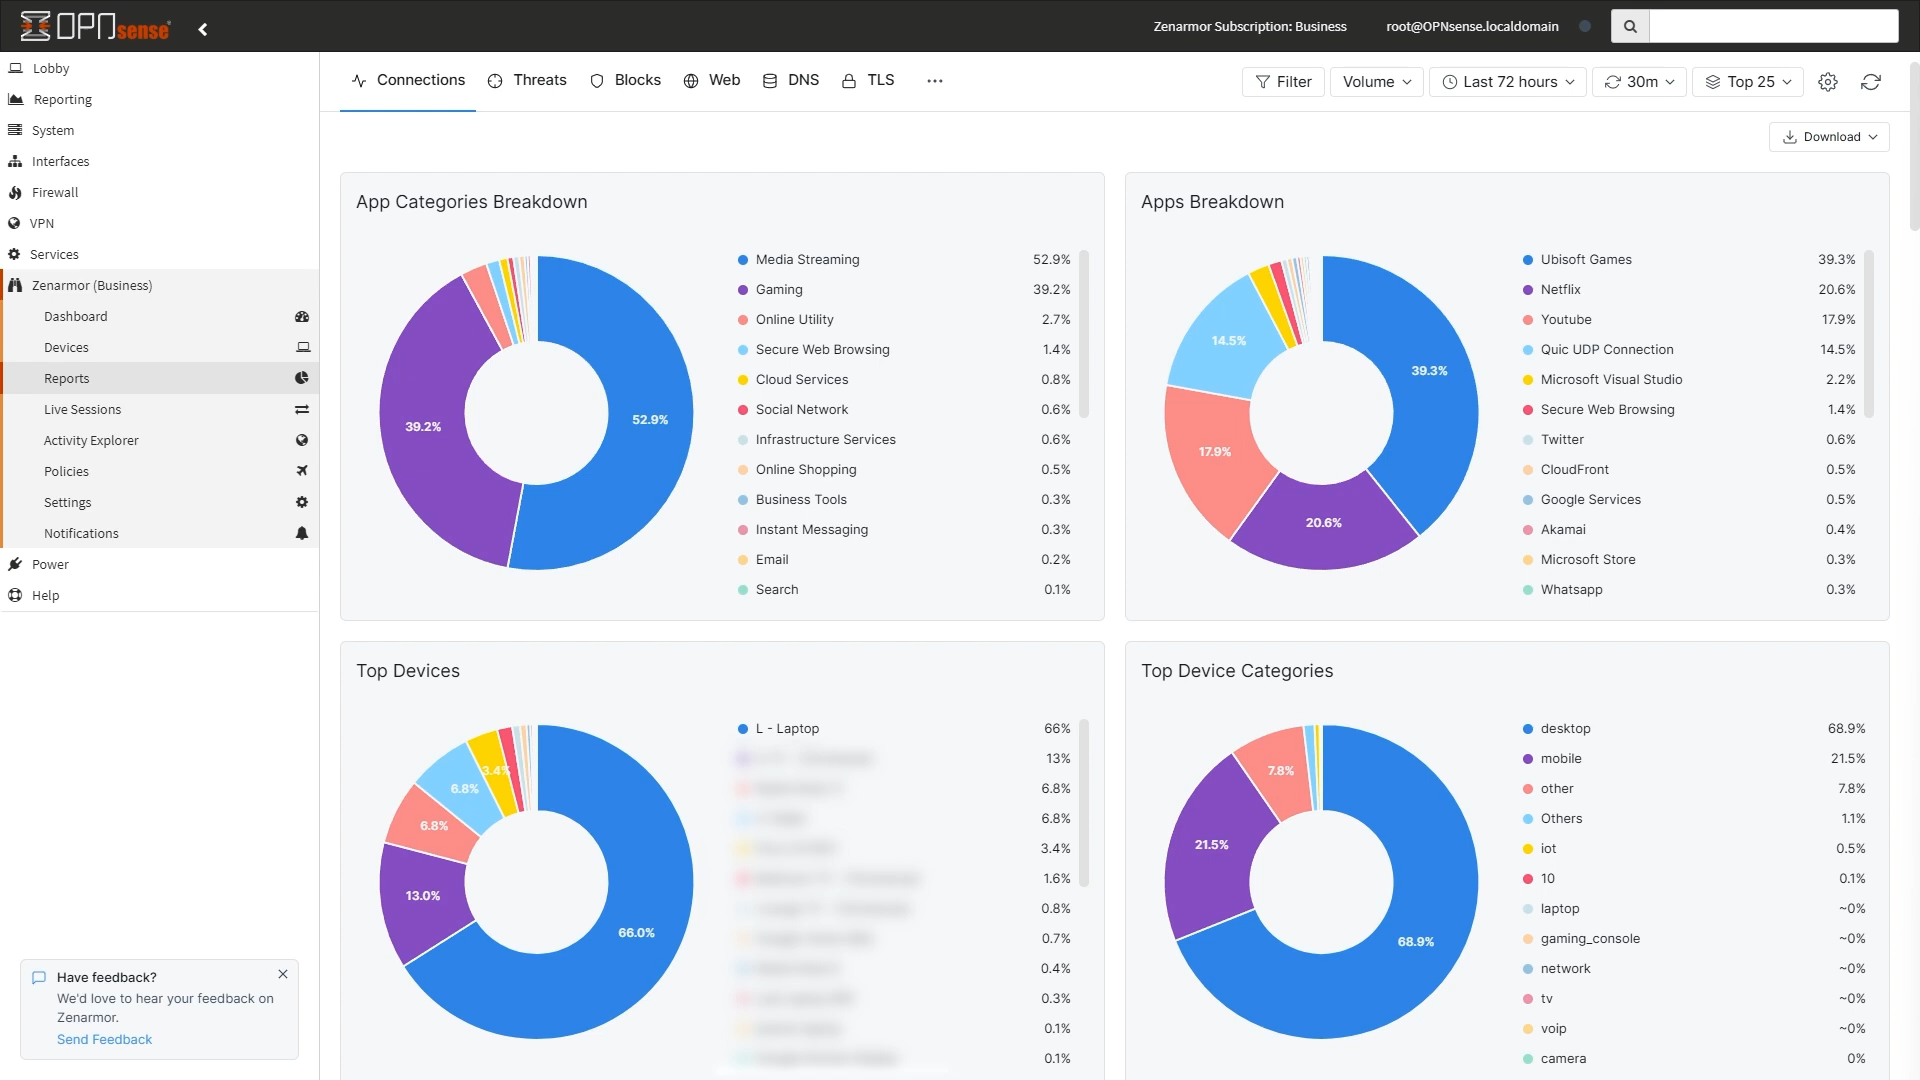 OPNsense
Zenarmor Subscription: Business
root@OPNsense.localdomain
Lobby
Reporting
System
Interfaces
Firewall
VPN
Services
Zenarmor (Business)
Dashboard
Devices
Reports
Live Sessions
Activity Explorer
Policies
Settings
Notifications
Power
Help
Have feedback?
We'd love to hear your feedback on
Zenarmor.
Send Feedback
Connections Threats Blocks Web DNS TLS ...
Filter Volume Last 72 hours 30m Top 25
Download
App Categories Breakdown
52.9%
39.2%
Media Streaming 52.9%
Gaming 39.2%
Online Utility 2.7%
Secure Web Browsing 1.4%
Cloud Services 0.8%
Social Network 0.6%
Infrastructure Services 0.6%
Online Shopping 0.5%
Business Tools 0.3%
Instant Messaging 0.3%
Email 0.2%
Search 0.1%
Apps Breakdown
14.5%
39.3%
17.9%
20.6%
Ubisoft Games 39.3%
Netflix 20.6%
Youtube 17.9%
Quic UDP Connection 14.5%
Microsoft Visual Studio 2.2%
Secure Web Browsing 1.4%
Twitter 0.6%
CloudFront 0.5%
Google Services 0.5%
Akamai 0.4%
Microsoft Store 0.3%
Whatsapp 0.3%
Top Devices
3.4%
6.8%
6.8%
13.0%
66.0%
L - Laptop 66%
13%
6.8%
6.8%
3.4%
1.6%
0.8%
0.7%
0.4%
0.3%
0.1%
0.1%
Top Device Categories
7.8%
21.5%
68.9%
desktop 68.9%
mobile 21.5%
other 7.8%
Others 1.1%
iot 0.5%
10 0.1%
laptop ~0%
gaming_console ~0%
network ~0%
tv ~0%
voip ~0%
camera 0%